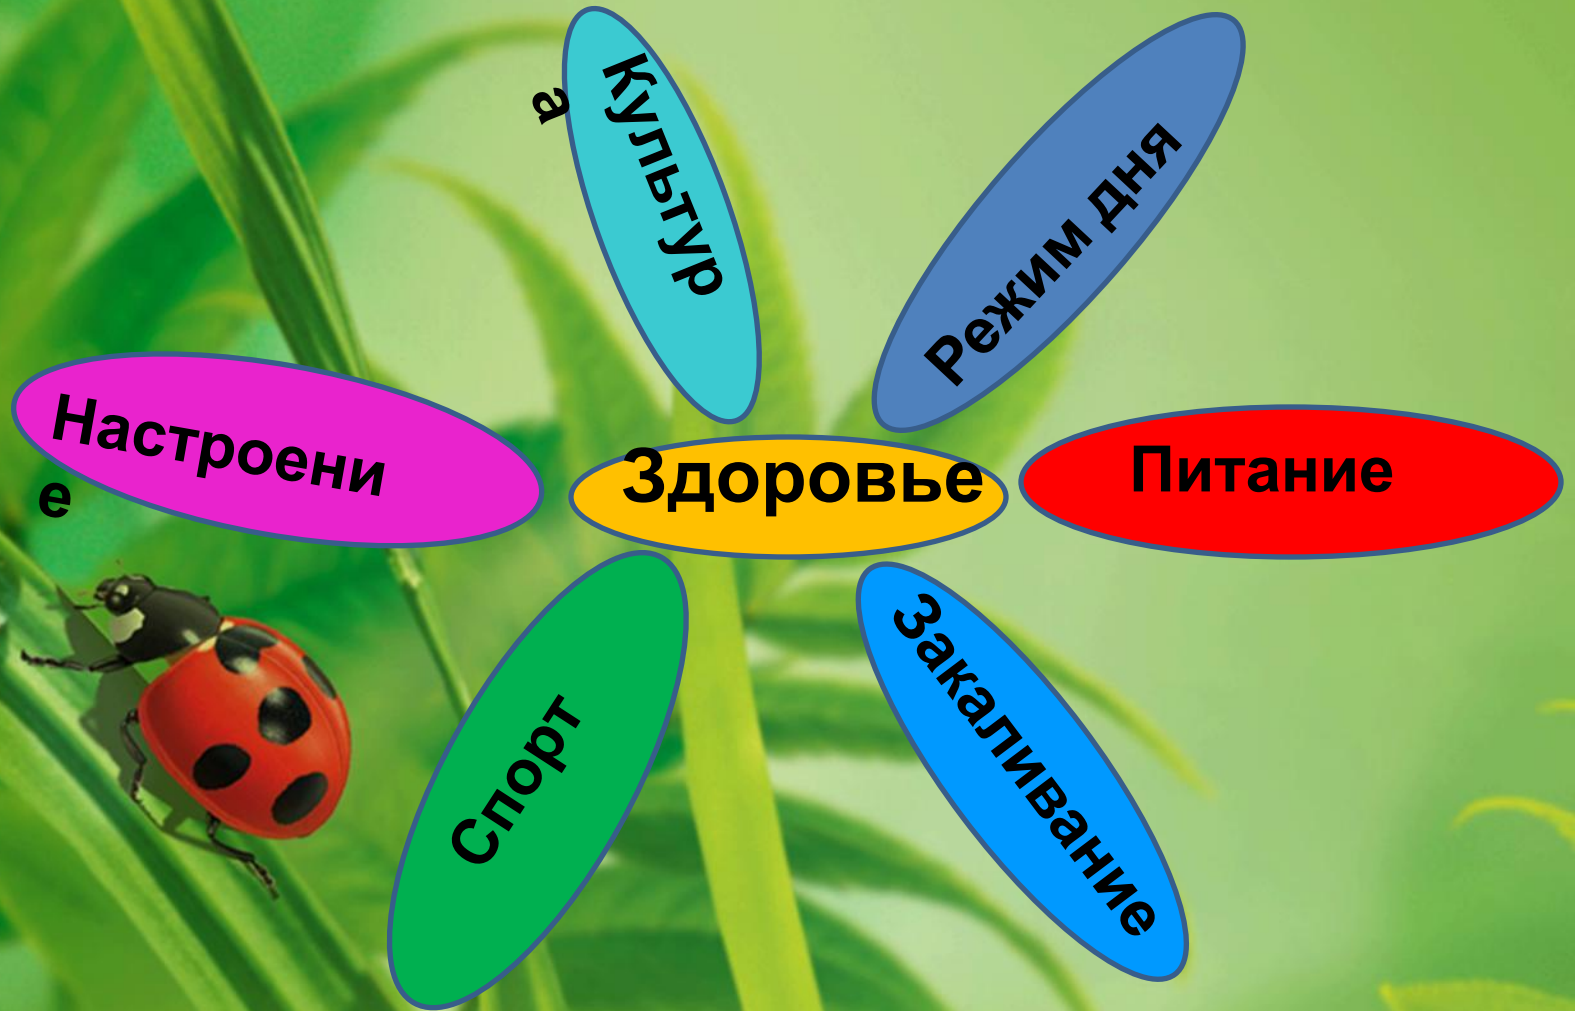 Культур
а
Режим дня
Настроени
е
Здоровье
Питание
Спорт
Закаливание